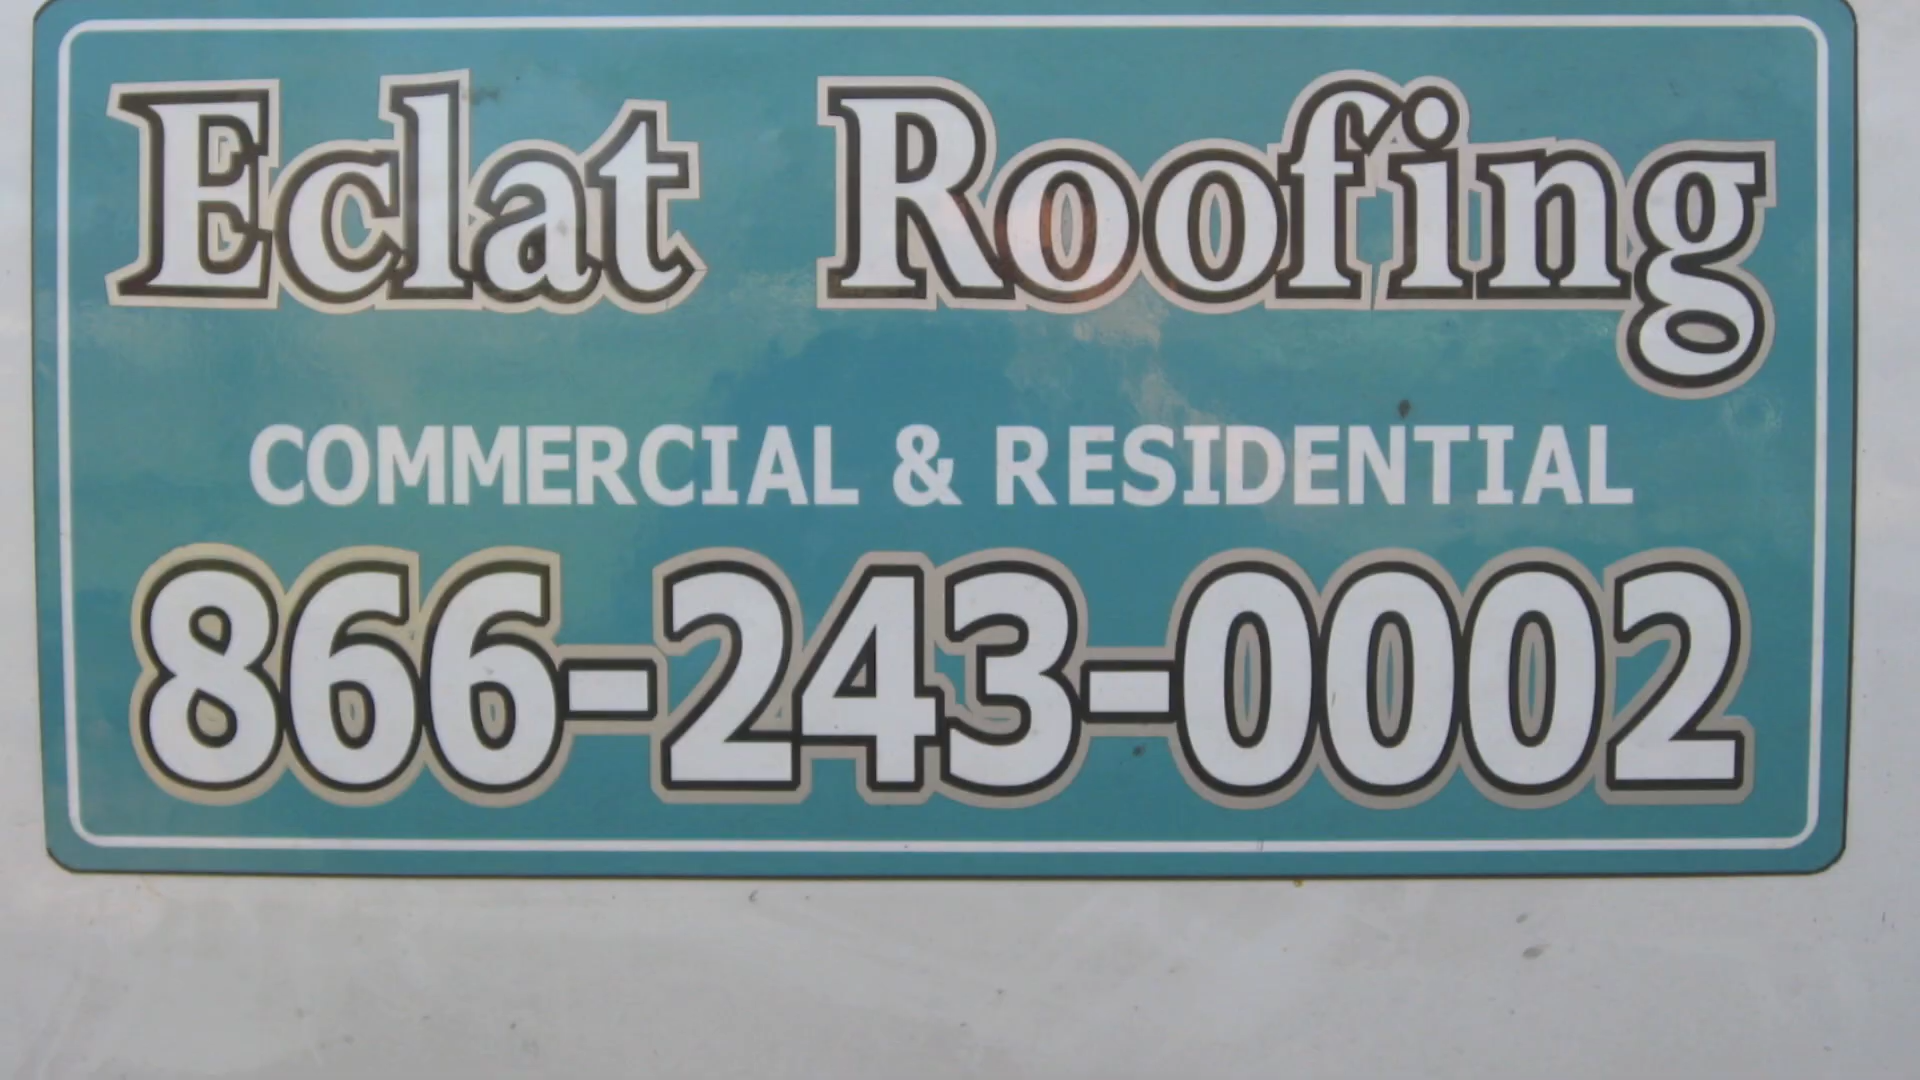 Eclat Roofing
COMMERCIAL & RESIDENTIAL
866-243-0002